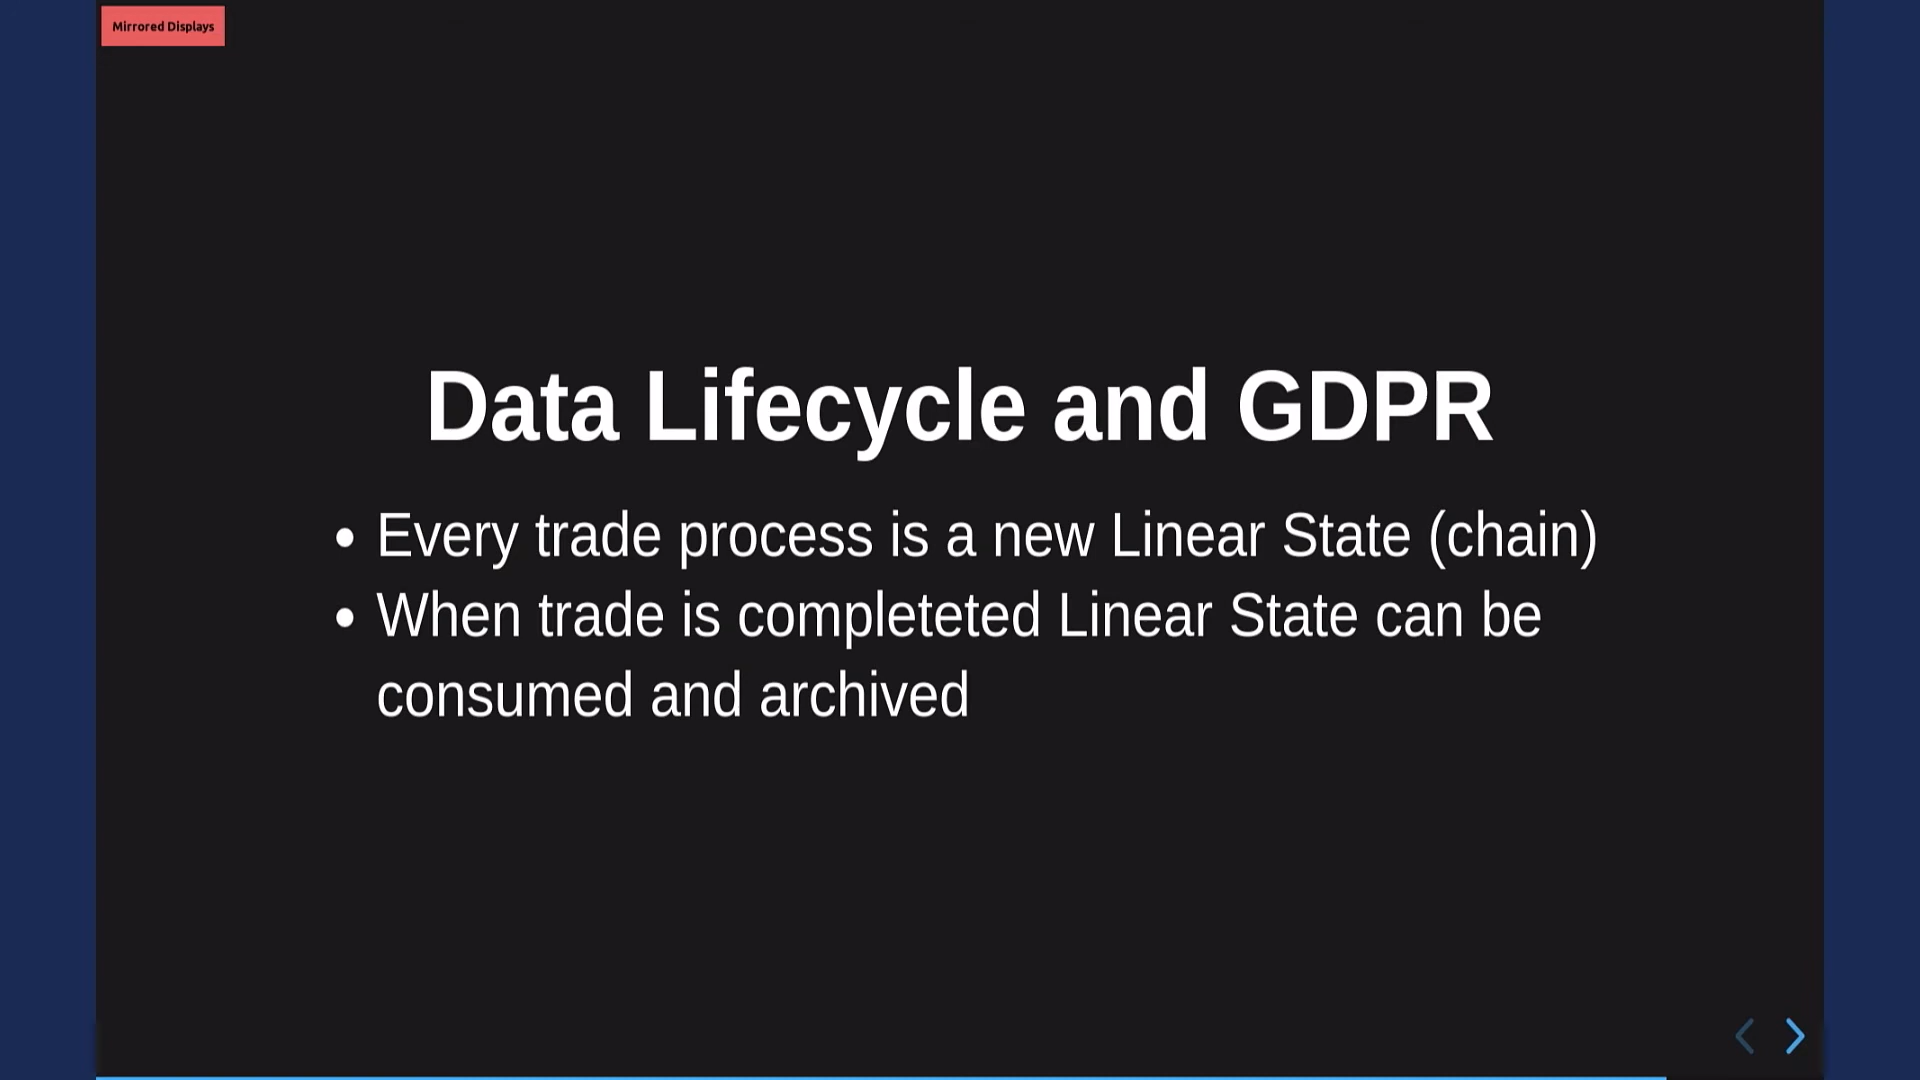 Mirrored Displays
Data Lifecycle and GDPR
• Every trade process is a new Linear State (chain)
• When trade is completeted Linear State can be
consumed and archived